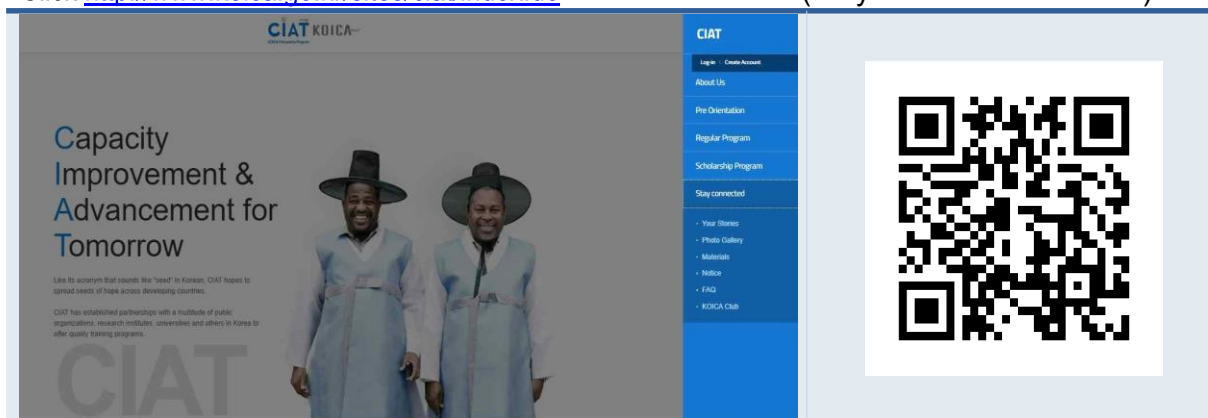 CIAT KOICA
CIAT
Log-in | Create Account
About Us
Pre Orientation
Regular Program
Scholarship Program
Stay connected
- Your Stories
- Photo Gallery
- Materials
- Notice
- FAQ
- KOICA Club
Capacity
Improvement &
Advancement for
Tomorrow
Like its acronym that sounds like "seed" in Korean, CIAT hopes to
spread seeds of hope across developing countries.
CIAT has established partnerships with a multitude of public
organizations, research institutes, universities and others in Korea to
offer quality training programs.
CIAT